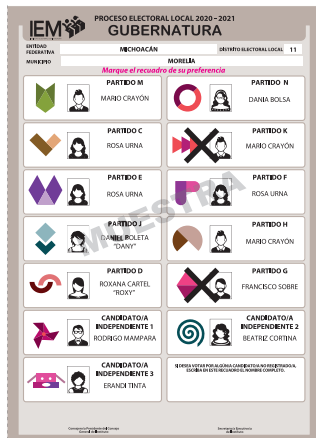 IEM
PROCESO ELECTORAL LOCAL 2020 - 2021
GUBERNATURA
ENTIDAD FEDERATIVA MICHOACÁN DISTRITO ELECTORAL LOCAL 11
MUNICIPIO MORELIA
Marque el recuadro de su preferencia
PARTIDO M
MARIO CRAYÓN
PARTIDO N
DANIA BOLSA
PARTIDO C
ROSA URNA
PARTIDO K
MARIO CRAYÓN
PARTIDO E
ROSA URNA
PARTIDO F
ROSA URNA
PARTIDO J
DANIEL BOLETA
"DANY"
PARTIDO H
MARIO CRAYÓN
PARTIDO D
ROXANA CARTEL
"ROXY"
PARTIDO G
FRANCISCO SOBRE
CANDIDATO/A
INDEPENDIENTE 1
RODRIGO MAMPARA
CANDIDATO/A
INDEPENDIENTE 2
BEATRIZ CORTINA
CANDIDATO/A
INDEPENDIENTE 3
ERANDI TINTA
SI DESEA VOTAR POR ALGÚN/A CANDIDATO/A NO REGISTRADO/A,
ESCRIBA EN ESTE RECUADRO EL NOMBRE COMPLETO.
MUESTRA